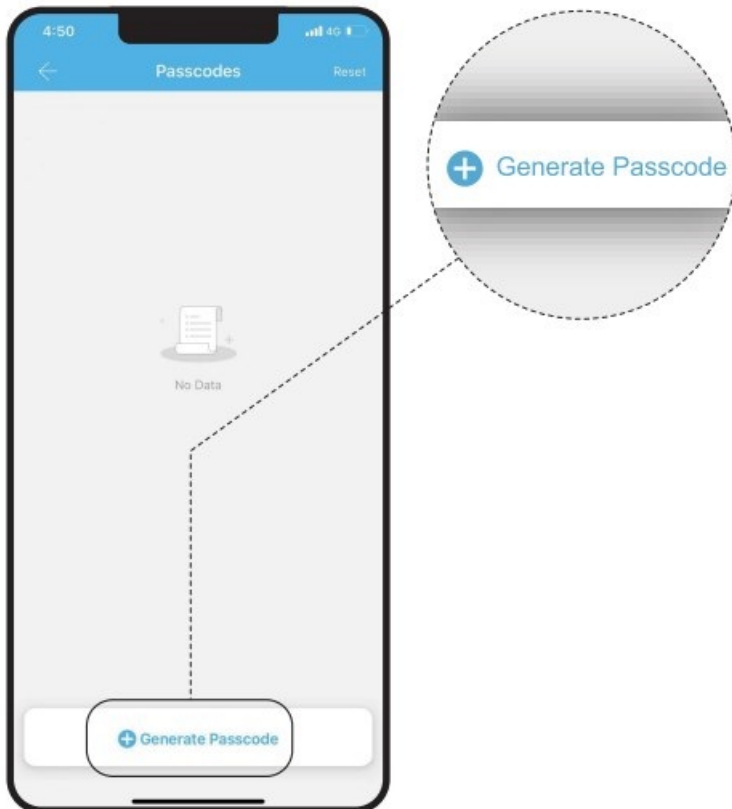 4:50
4G
Passcodes
Reset
No Data
Generate Passcode
Generate Passcode